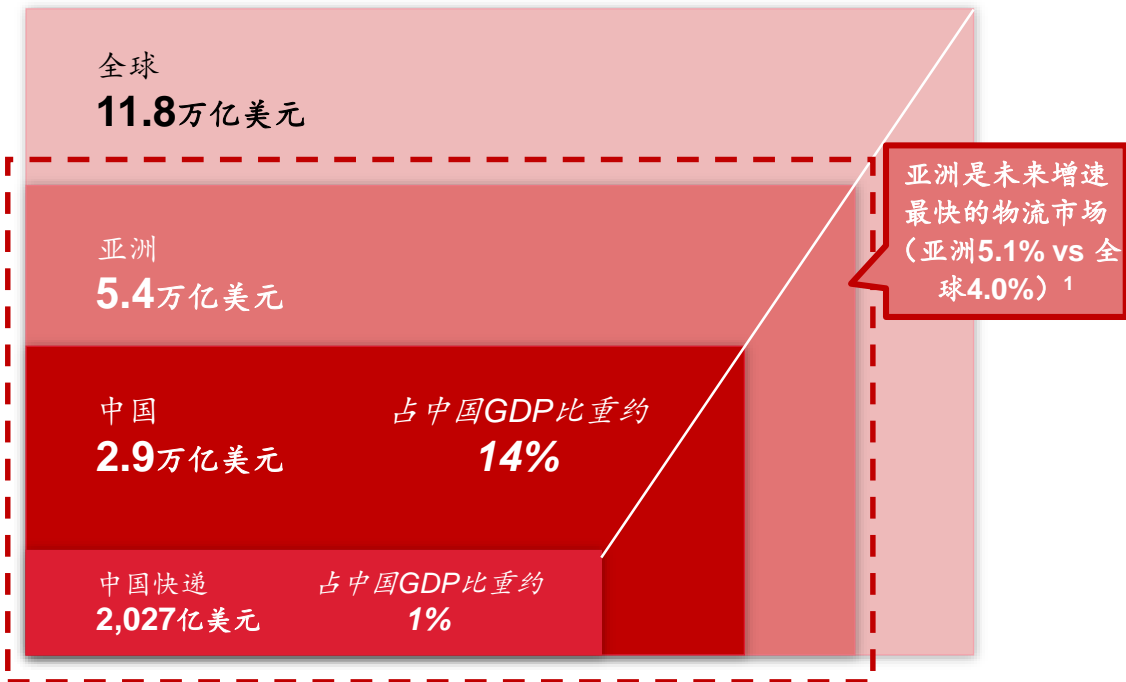 全球
11.8万亿美元
亚洲是未来增速
最快的物流市场
（亚洲5.1% vs 全
球4.0%）1
亚洲
5.4万亿美元
中国
2.9万亿美元
占中国GDP比重约
14%
中国快递
2,027亿美元
占中国GDP比重约
1%